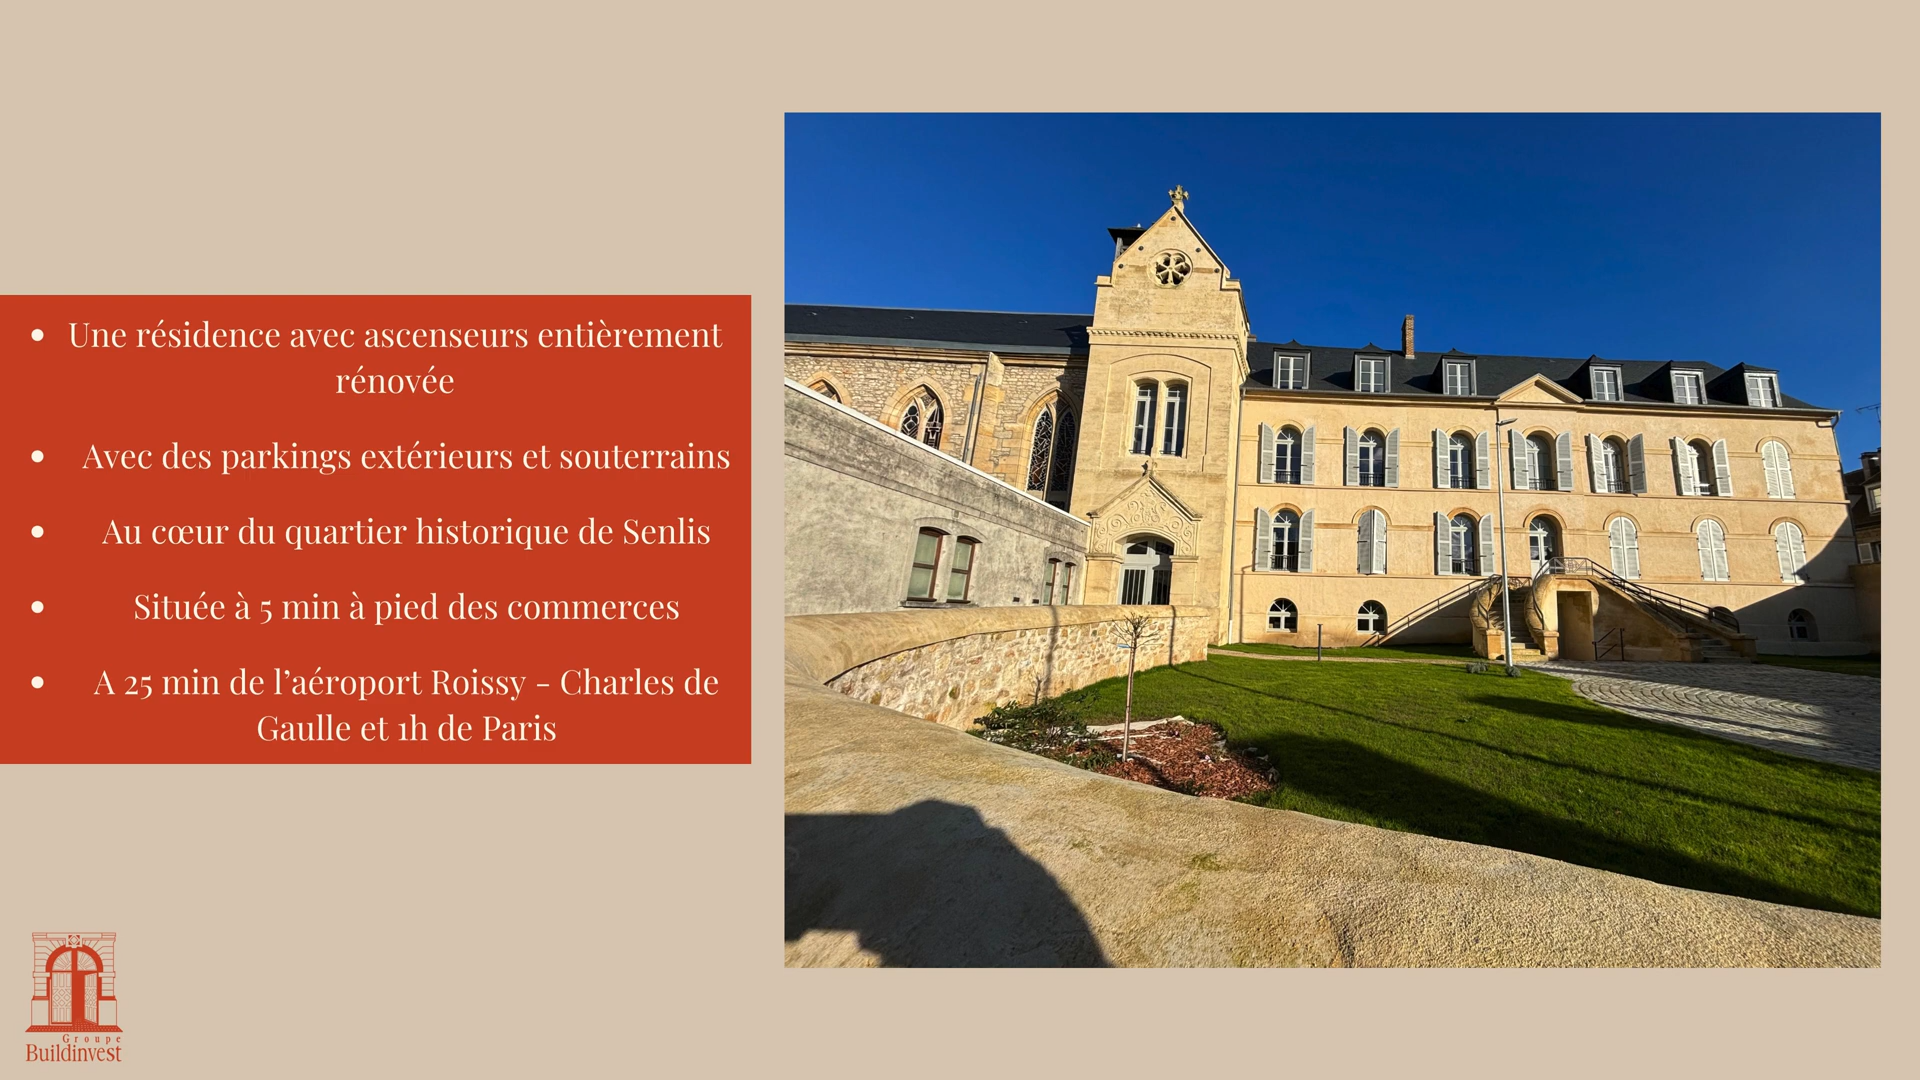 • Une résidence avec ascenseurs entièrement
rénovée
• Avec des parkings extérieurs et souterrains
• Au cœur du quartier historique de Senlis
• Située à 5 min à pied des commerces
• A 25 min de l’aéroport Roissy - Charles de
Gaulle et 1h de Paris
Groupe
Buildinvest